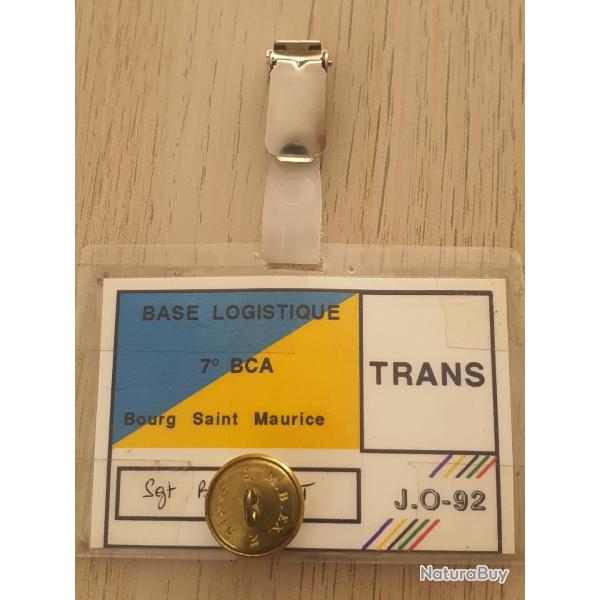 BASE LOGISTIQUE
7° BCA
Bourg Saint Maurice
TRANS
Sgt
J.O-92
NaturaBuy